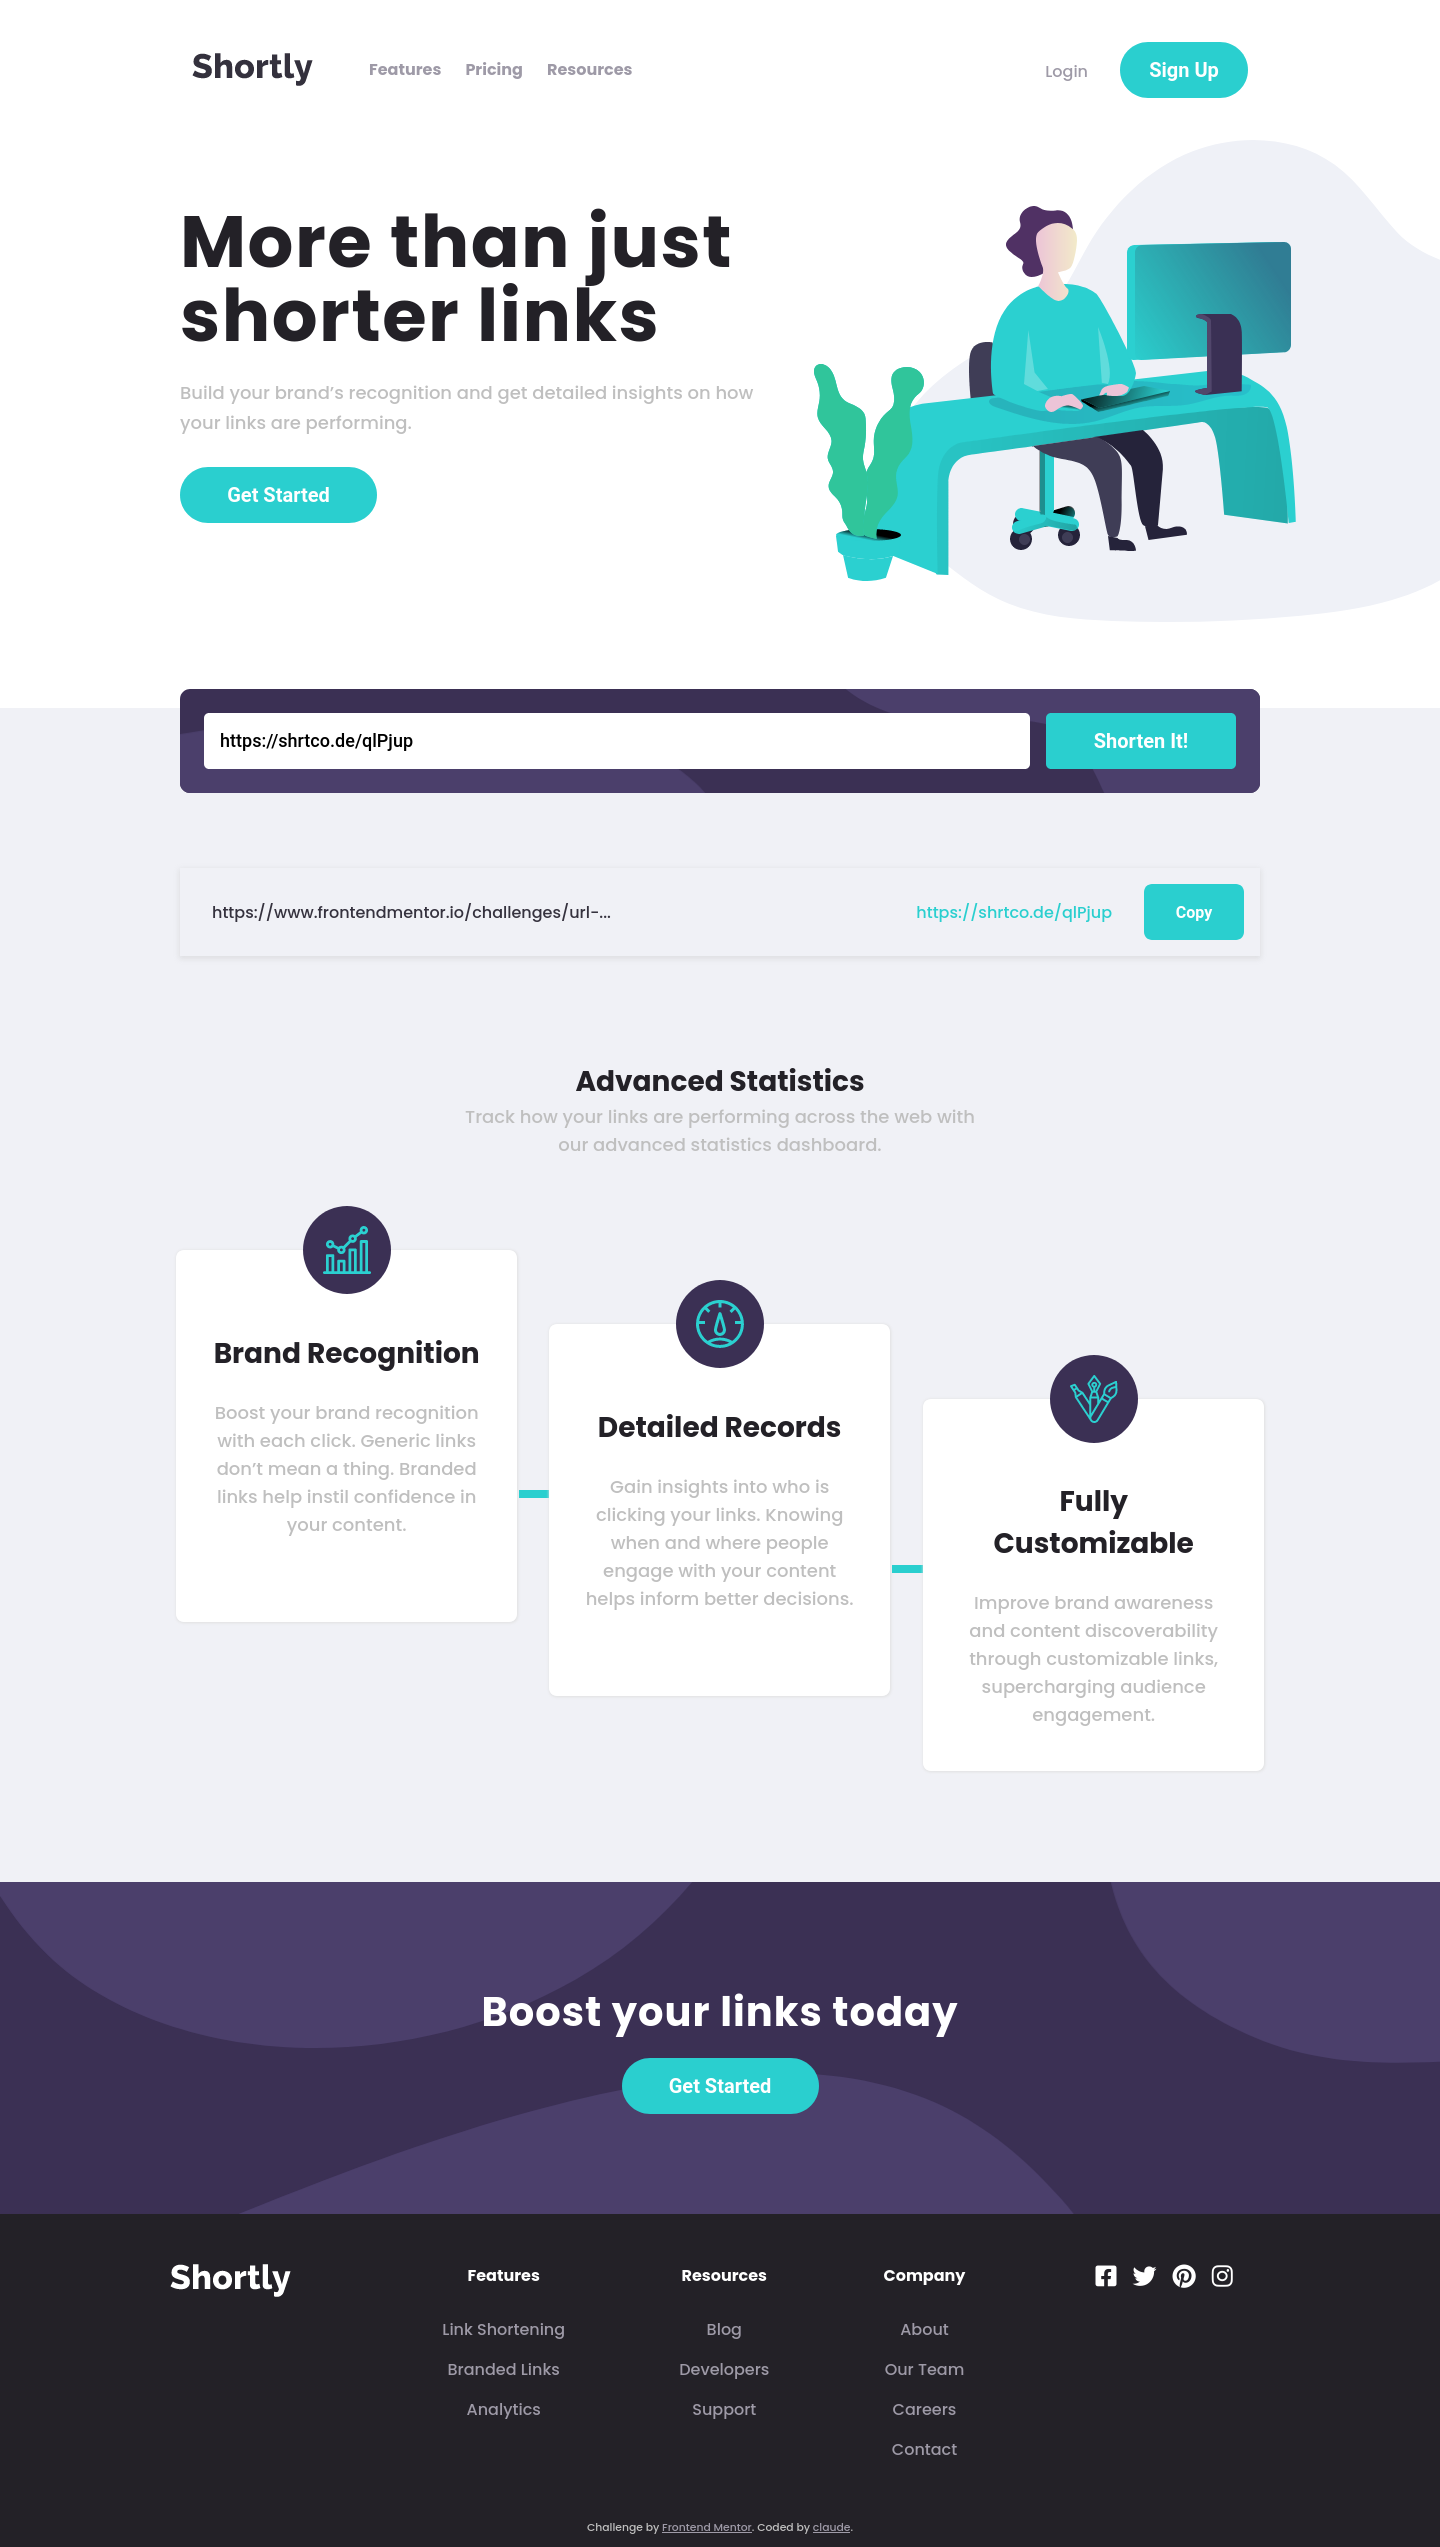 Shortly
Features Pricing Resources
Login
Sign Up
More than just
shorter links
Build your brand’s recognition and get detailed insights on how
your links are performing.
Get Started
https://shrtco.de/qlPjup
Shorten It!
https://www.frontendmentor.io/challenges/url-...
https://shrtco.de/qlPjup
Copy
Advanced Statistics
Track how your links are performing across the web with
our advanced statistics dashboard.
Brand Recognition
Boost your brand recognition
with each click. Generic links
don’t mean a thing. Branded
links help instil confidence in
your content.
Detailed Records
Gain insights into who is
clicking your links. Knowing
when and where people
engage with your content
helps inform better decisions.
Fully
Customizable
Improve brand awareness
and content discoverability
through customizable links,
supercharging audience
engagement.
Boost your links today
Get Started
Shortly
Features
Link Shortening
Branded Links
Analytics
Resources
Blog
Developers
Support
Company
About
Our Team
Careers
Contact
Challenge by Frontend Mentor. Coded by claude.